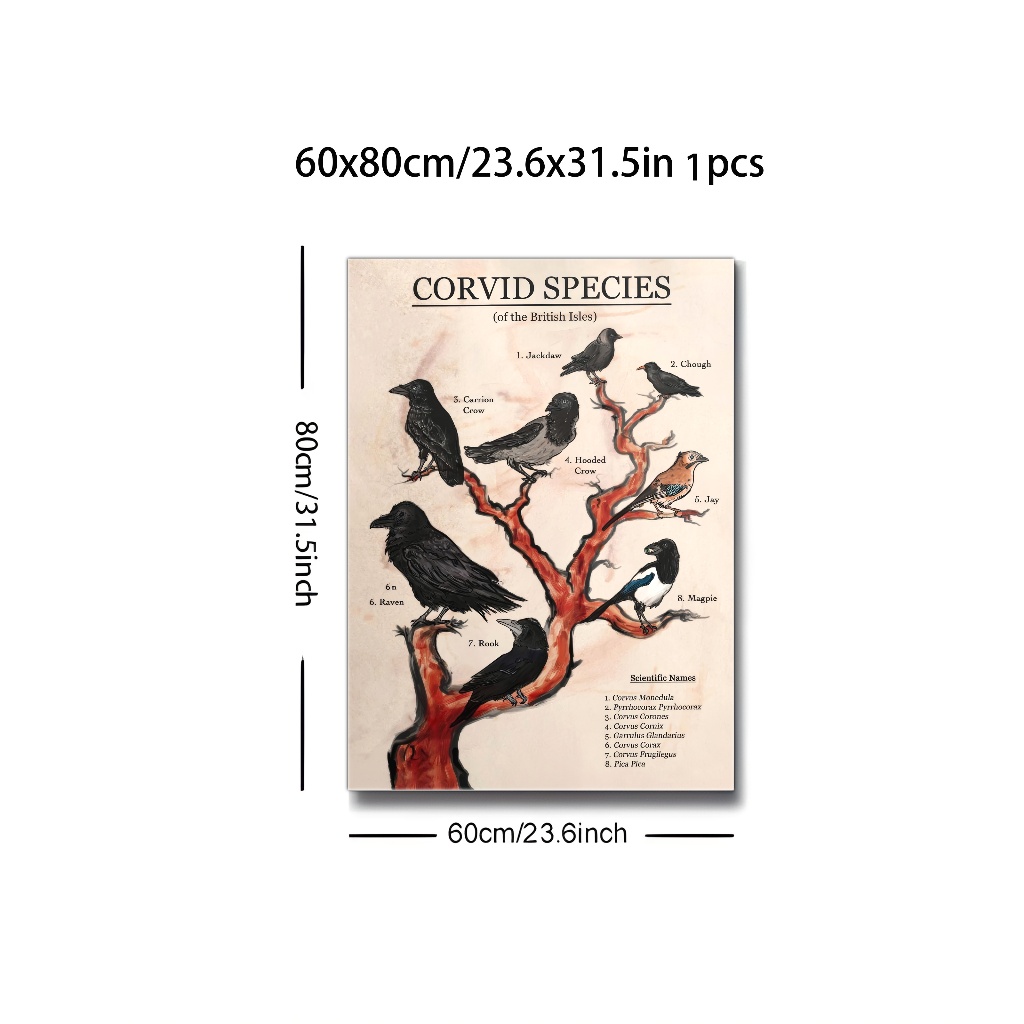 60x80cm/23.6x31.5in 1pcs
CORVID SPECIES
(of the British Isles)
1. Jackdaw
2. Chough
3. Carrion
Crow
4. Hooded
Crow
5. Jay
6n
6. Raven
7. Rook
8. Magpie
Scientific Names
1. Corvus Monedula
2. Pyrrhocorax Pyrrhocorax
3. Corvus Corones
4. Corvus Cornix
5. Garrulus Glandarius
6. Corvus Corax
7. Corvus Frugilegus
8. Pica Pica
80cm/31.5inch
60cm/23.6inch